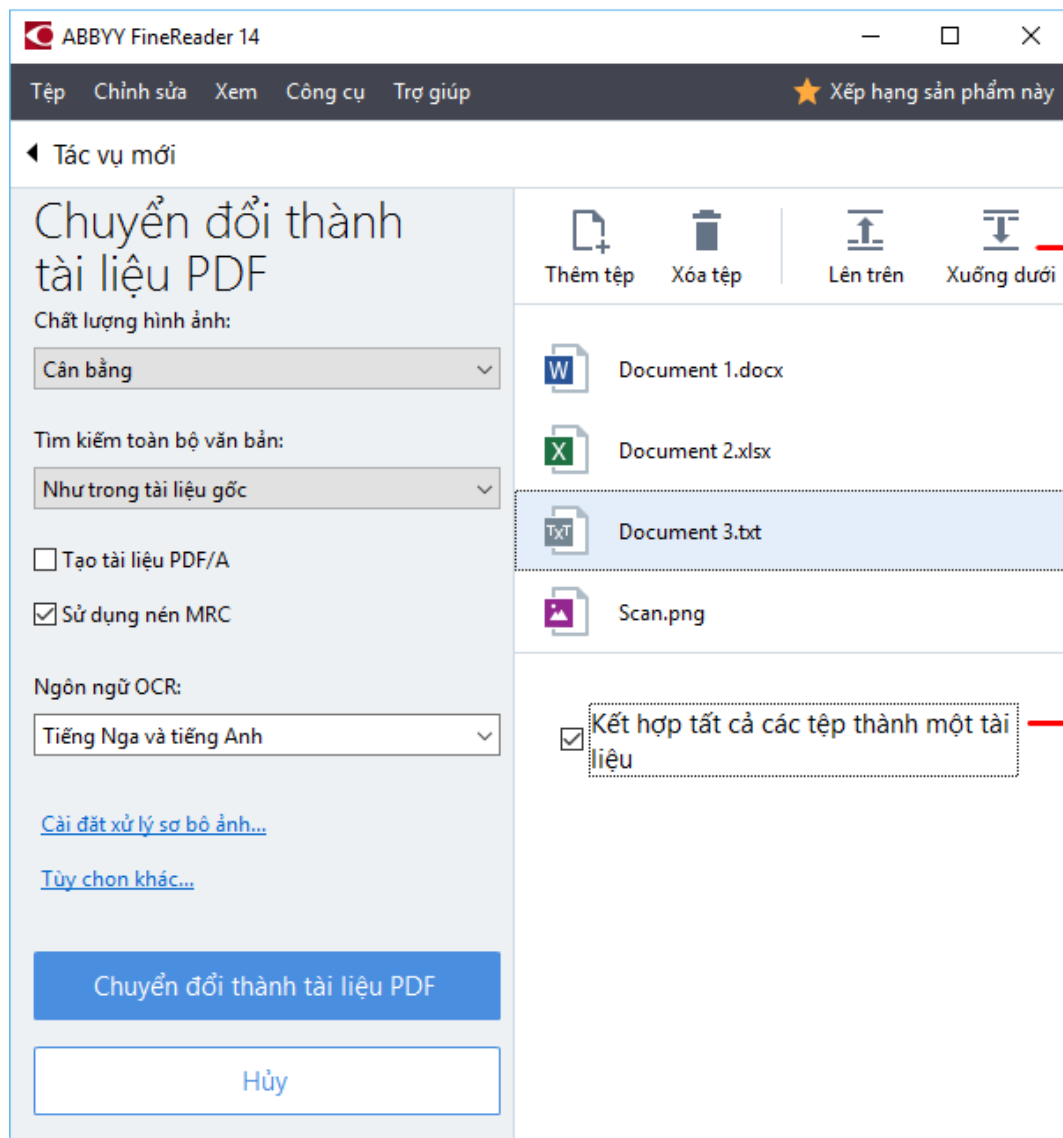 ABBYY FineReader 14
Tệp Chỉnh sửa Xem Công cụ Trợ giúp Xếp hạng sản phẩm này
Tác vụ mới
Chuyển đổi thành
tài liệu PDF
Chất lượng hình ảnh:
Cân bằng
Tìm kiếm toàn bộ văn bản:
Như trong tài liệu gốc
Tạo tài liệu PDF/A
Sử dụng nén MRC
Ngôn ngữ OCR:
Tiếng Nga và tiếng Anh
Cài đặt xử lý sơ bộ ảnh...
Tùy chọn khác...
Chuyển đổi thành tài liệu PDF
Hủy
Thêm tệp Xóa tệp Lên trên Xuống dưới
W Document 1.docx
X Document 2.xlsx
TXT Document 3.txt
Scan.png
Kết hợp tất cả các tệp thành một tài
liệu